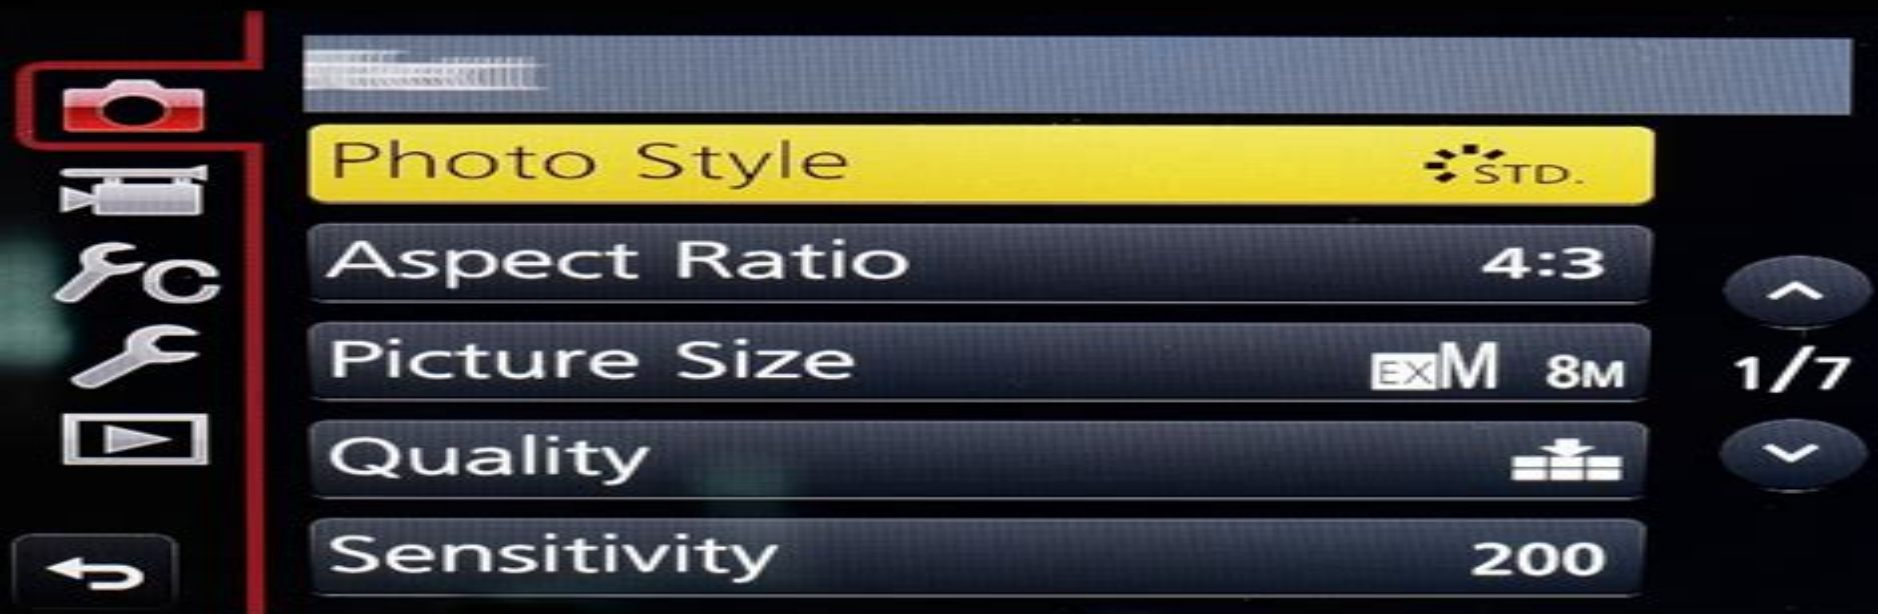 Photo Style STD.
Aspect Ratio 4:3
Picture Size EX M 8M
1/7
Quality
Sensitivity 200
C